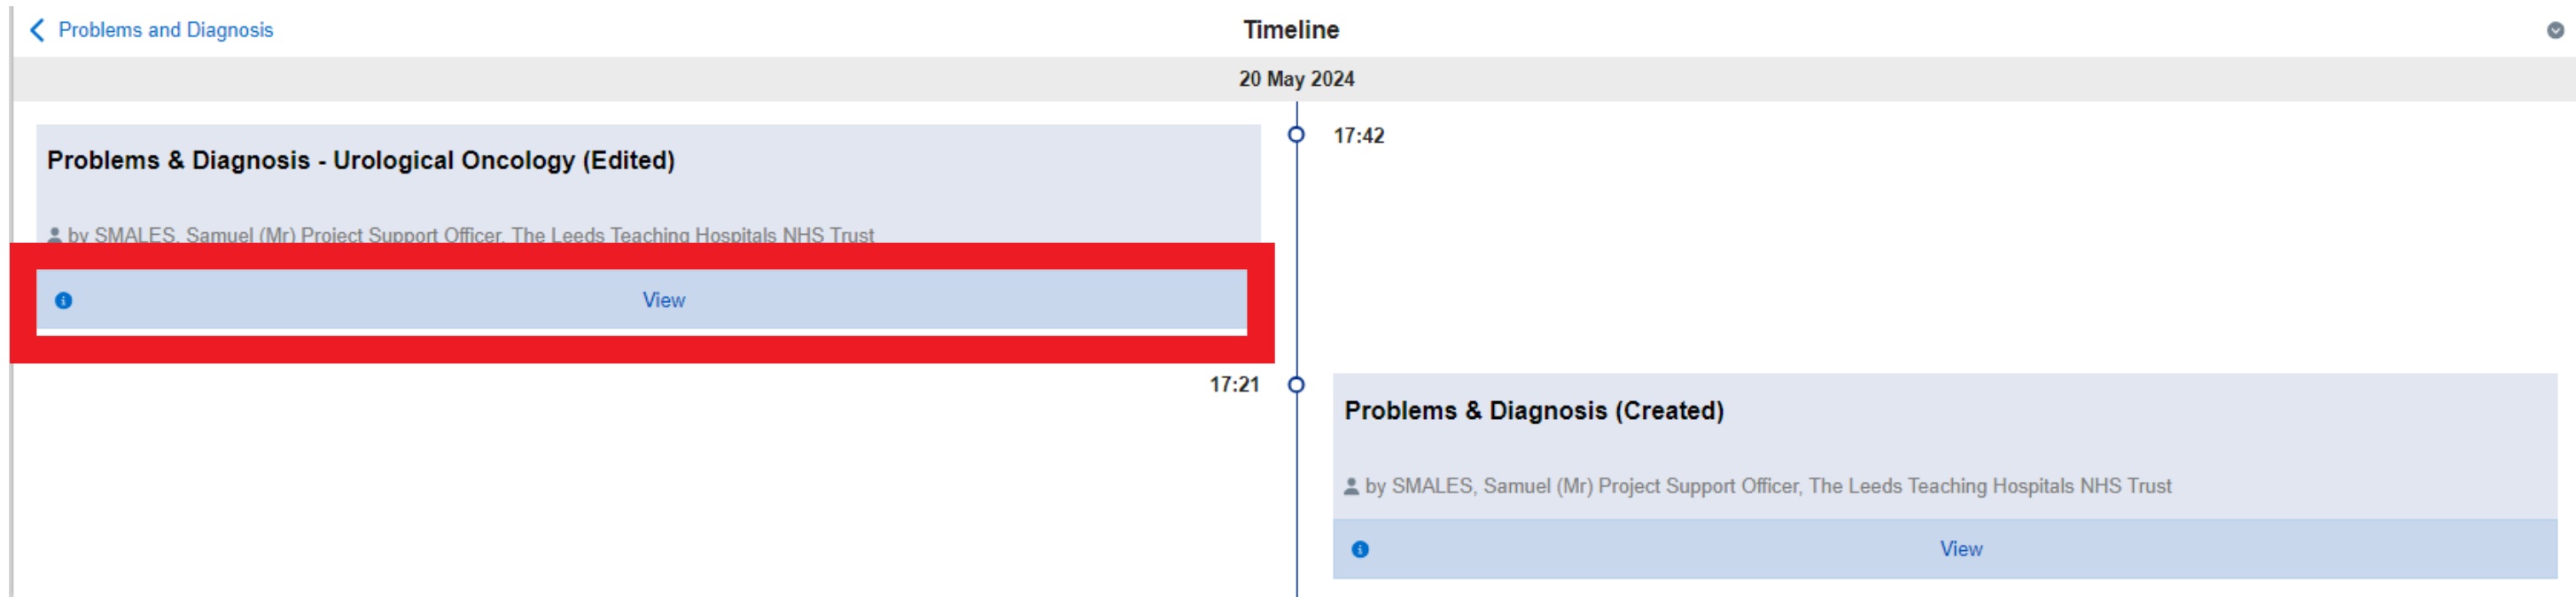 Problems and Diagnosis
Timeline
20 May 2024
17:42
Problems & Diagnosis - Urological Oncology (Edited)
by SMALES, Samuel (Mr) Project Support Officer, The Leeds Teaching Hospitals NHS Trust
View
17:21
Problems & Diagnosis (Created)
by SMALES, Samuel (Mr) Project Support Officer, The Leeds Teaching Hospitals NHS Trust
View